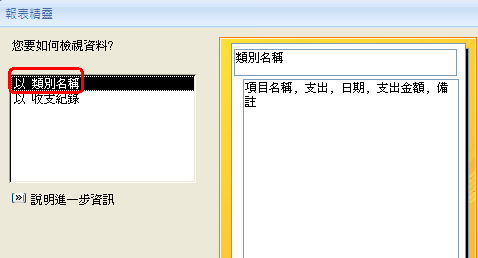 報表精靈
您要如何檢視資料?
以 類別名稱
以 收支紀錄
說明進一步資訊
類別名稱
項目名稱, 支出, 日期, 支出金額, 備
註